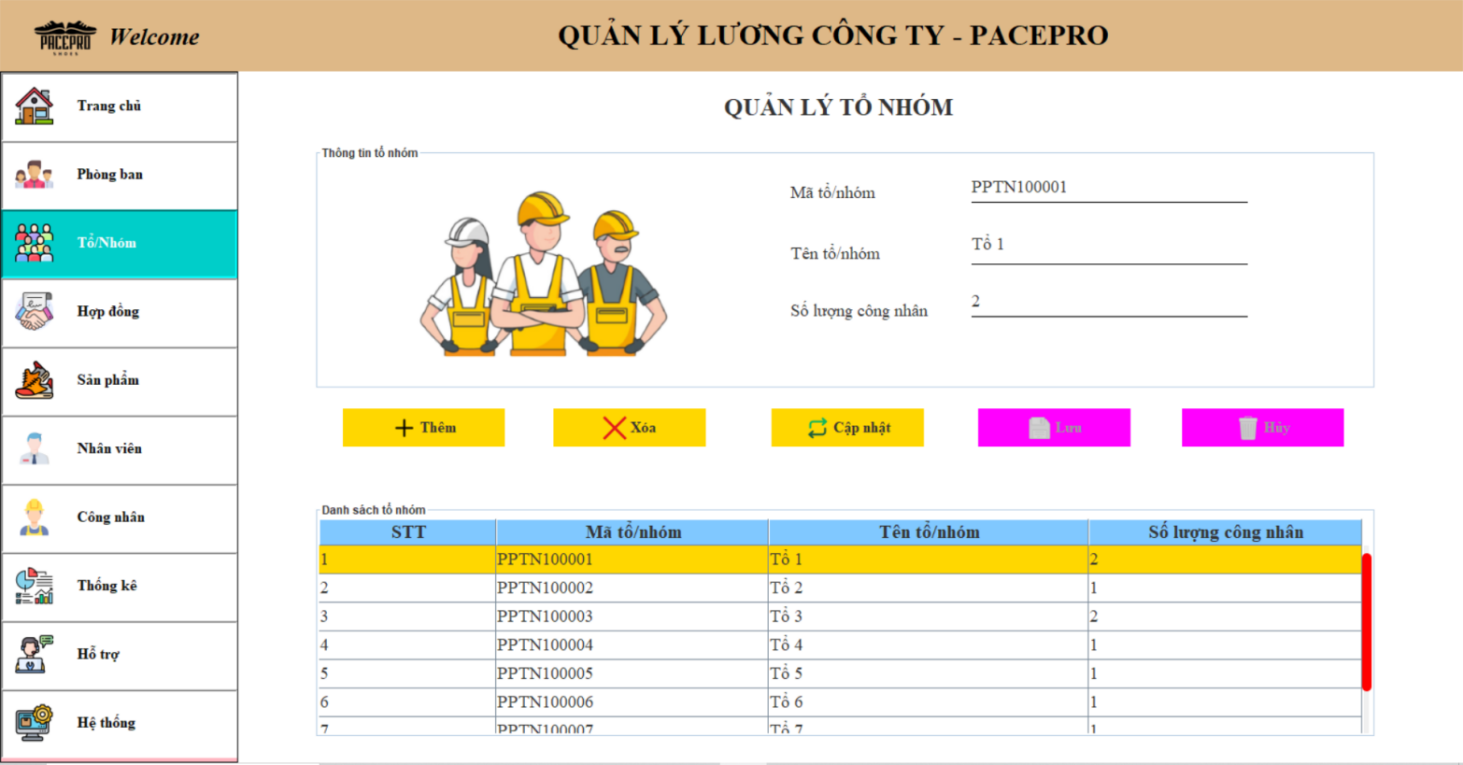 PACEPRO
SHOES
Welcome
QUẢN LÝ LƯƠNG CÔNG TY - PACEPRO
Trang chủ
Phòng ban
Tổ/Nhóm
Hợp đồng
Sản phẩm
Nhân viên
Công nhân
Thống kê
Hỗ trợ
Hệ thống
QUẢN LÝ TỔ NHÓM
Thông tin tổ nhóm
Mã tổ/nhóm PPTN100001
Tên tổ/nhóm Tổ 1
Số lượng công nhân 2
Thêm Xóa Cập nhật Lưu Hủy
Danh sách tổ nhóm
STT Mã tổ/nhóm Tên tổ/nhóm Số lượng công nhân
1 PPTN100001 Tổ 1 2
2 PPTN100002 Tổ 2 1
3 PPTN100003 Tổ 3 2
4 PPTN100004 Tổ 4 1
5 PPTN100005 Tổ 5 1
6 PPTN100006 Tổ 6 1
7 PPTN100007 Tổ 7 1